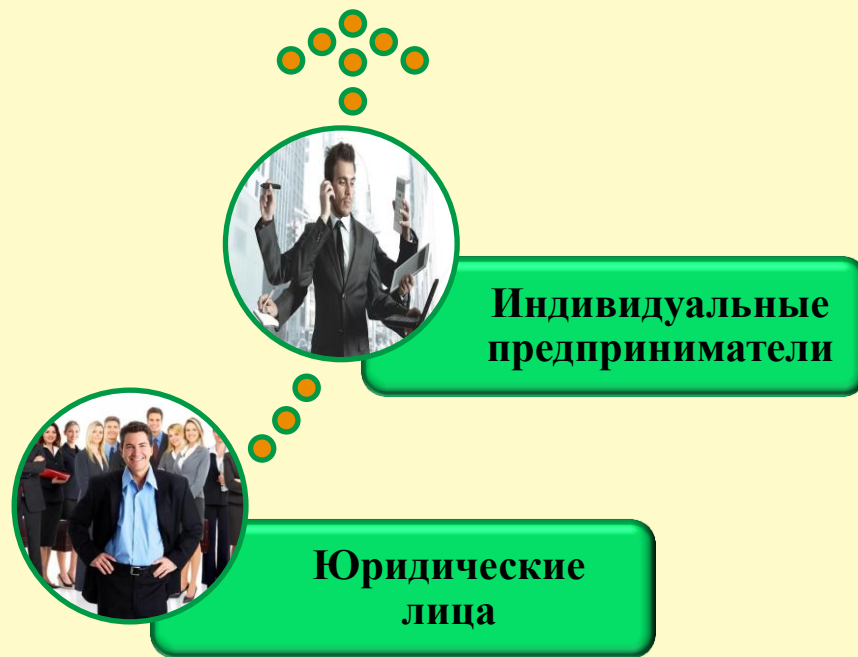 Индивидуальные
предприниматели
Юридические
лица